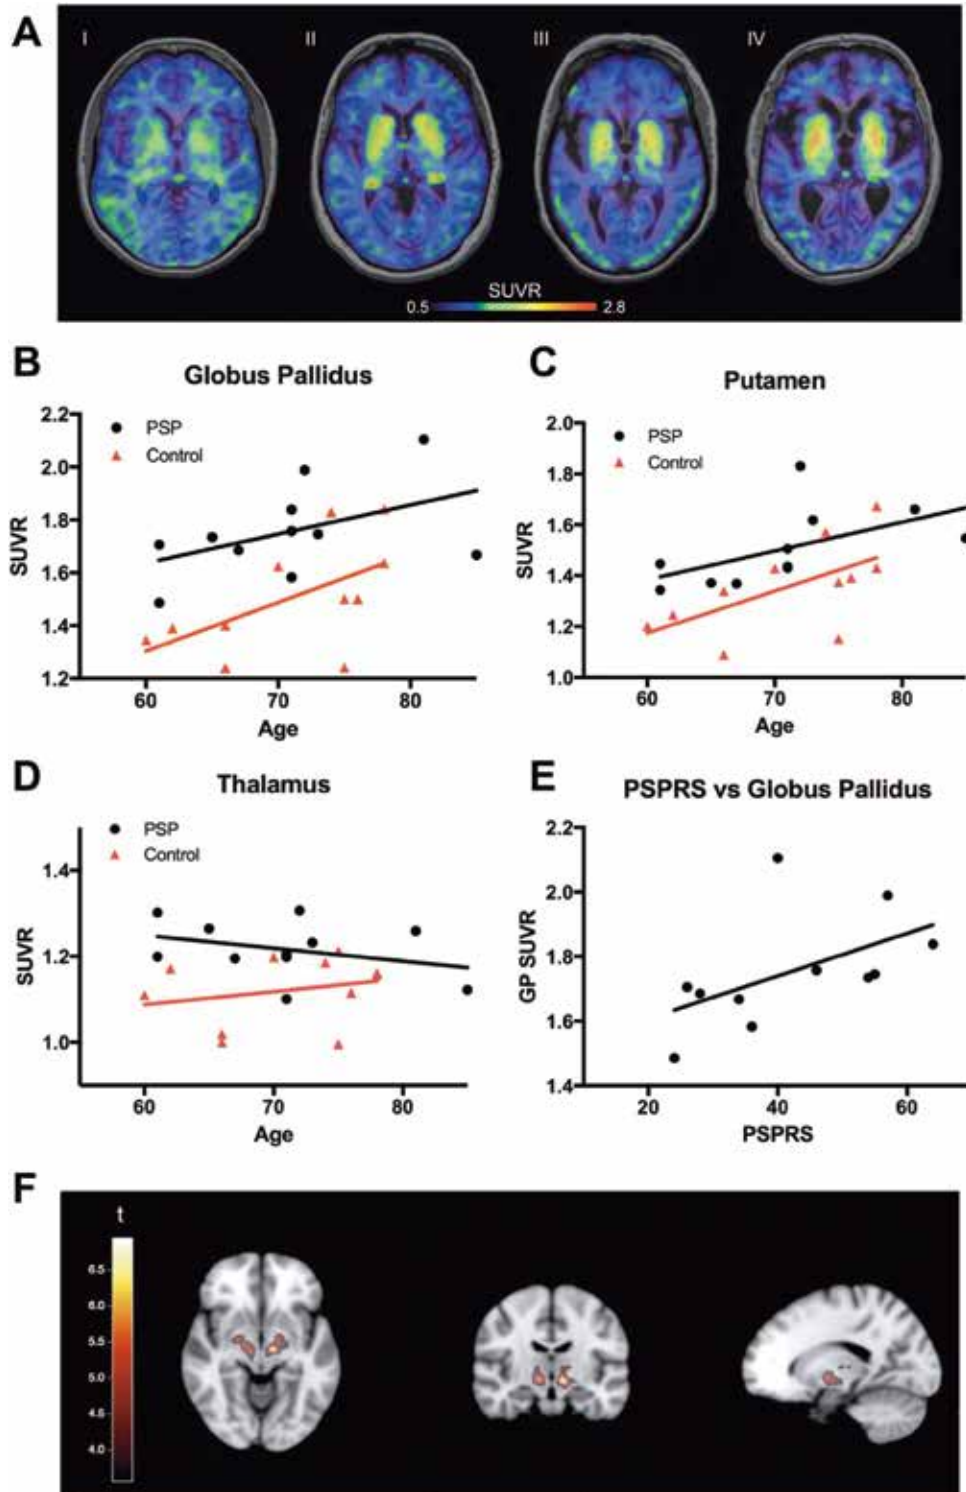 A
I II III IV
SUVR
0.5 2.8
B
Globus Pallidus
2.2
2.0
1.8
1.6
1.4
1.2
SUVR
PSP
Control
60 70 80
Age
C
Putamen
2.0
1.8
1.6
1.4
1.2
1.0
SUVR
PSP
Control
60 70 80
Age
D
Thalamus
1.4
1.2
1.0
SUVR
PSP
Control
60 70 80
Age
E
PSPRS vs Globus Pallidus
2.2
2.0
1.8
1.6
1.4
GP SUVR
20 40 60
PSPRS
F
t
6.5
6.0
5.5
5.0
4.5
4.0